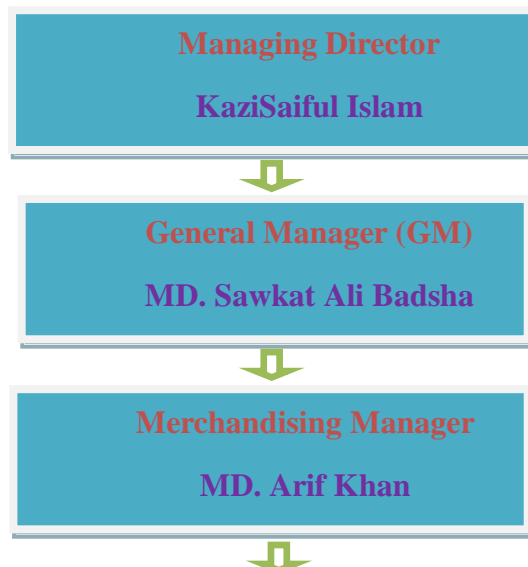 Managing Director
KaziSaiful Islam
General Manager (GM)
MD. Sawkat Ali Badsha
Merchandising Manager
MD. Arif Khan